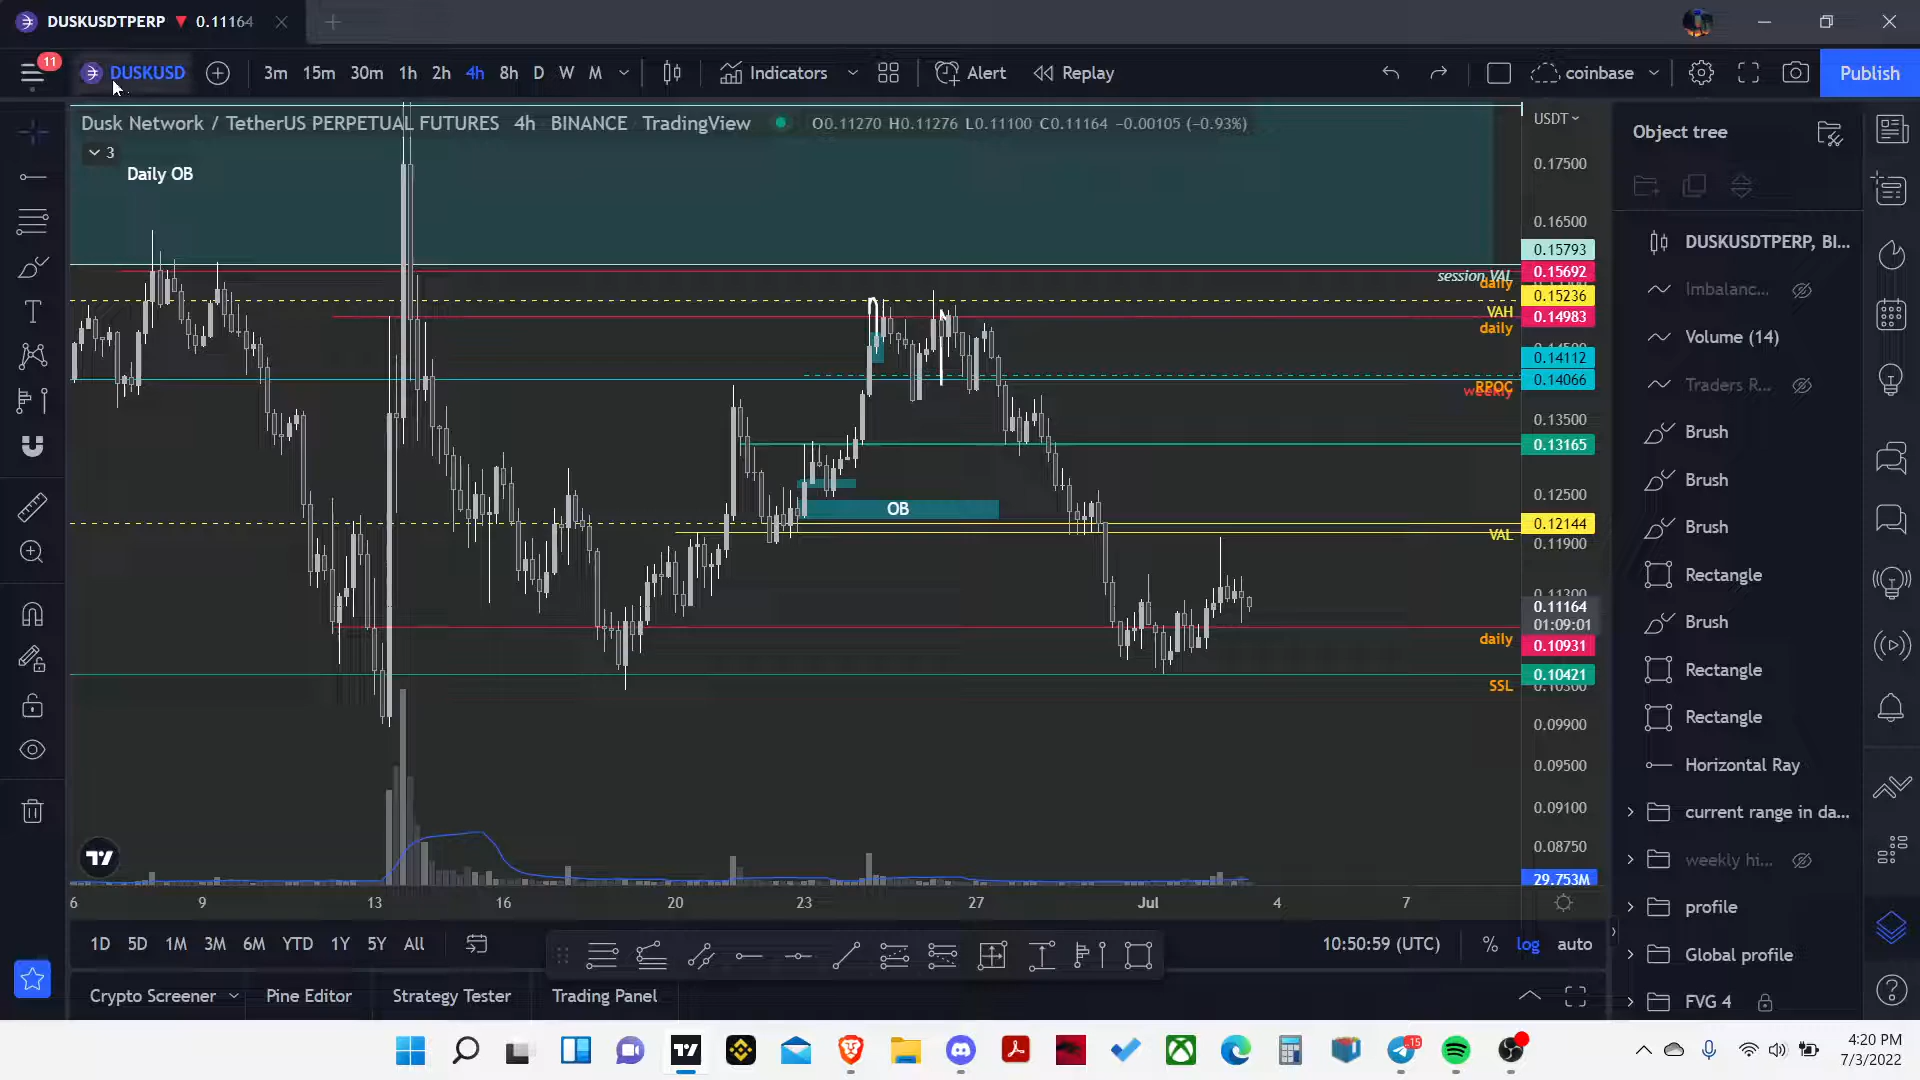 DUSKUSDTPERP ▼ 0.11164
11
DUSKUSD
3m 15m 30m 1h 2h 4h 8h D W M
Indicators
Alert
Replay
coinbase
Publish
Dusk Network / TetherUS PERPETUAL FUTURES 4h BINANCE TradingView
O0.11270 H0.11276 L0.11100 C0.11164 −0.00105 (−0.93%)
3
Daily OB
OB
session VAL
daily
VAH
daily
RPOC
weekly
VAL
daily
SSL
USDT
0.17500
0.16500
0.15793
0.15692
0.15236
0.14983
0.14112
0.14066
0.13500
0.13165
0.12500
0.12144
0.11900
0.11300
0.11164
01:09:01
0.10931
0.10421
0.10300
0.09900
0.09500
0.09100
0.08750
29.753M
6 9 13 16 20 23 27 Jul 4 7
1D 5D 1M 3M 6M YTD 1Y 5Y All
10:50:59 (UTC)
% log auto
Crypto Screener
Pine Editor
Strategy Tester
Trading Panel
Object tree
DUSKUSDTPERP, BI...
Imbalanc...
Volume (14)
Traders R...
Brush
Brush
Brush
Rectangle
Brush
Rectangle
Rectangle
Horizontal Ray
current range in da...
weekly hi...
profile
Global profile
FVG 4
15
4:20 PM
7/3/2022